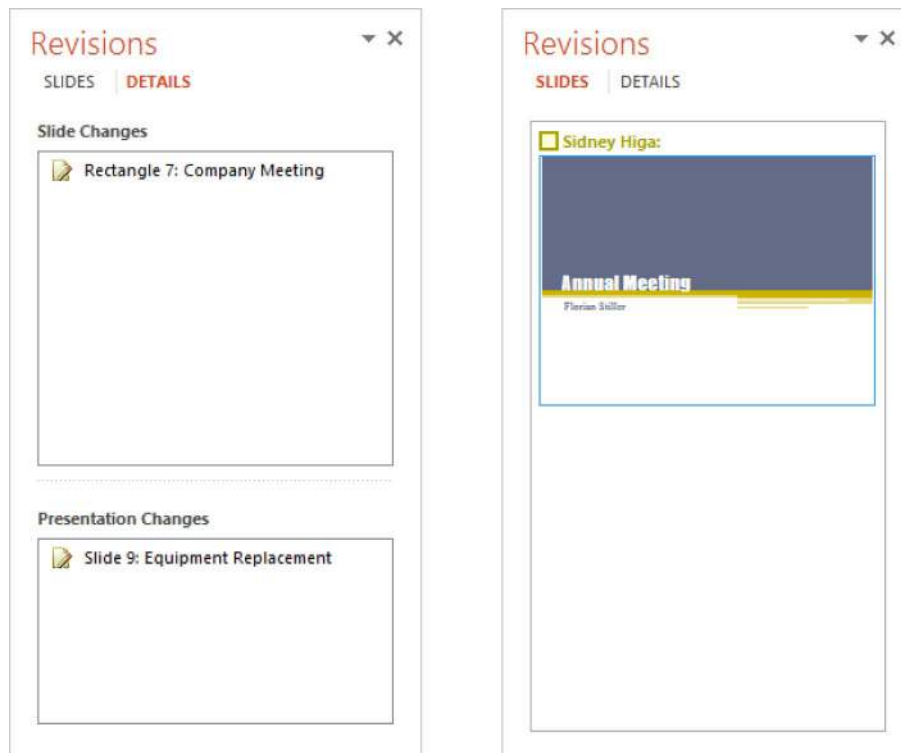 Revisions
SLIDES DETAILS
Slide Changes
Rectangle 7: Company Meeting
Presentation Changes
Slide 9: Equipment Replacement
Revisions
SLIDES DETAILS
Sidney Higa:
Annual Meeting
Florian Stiller